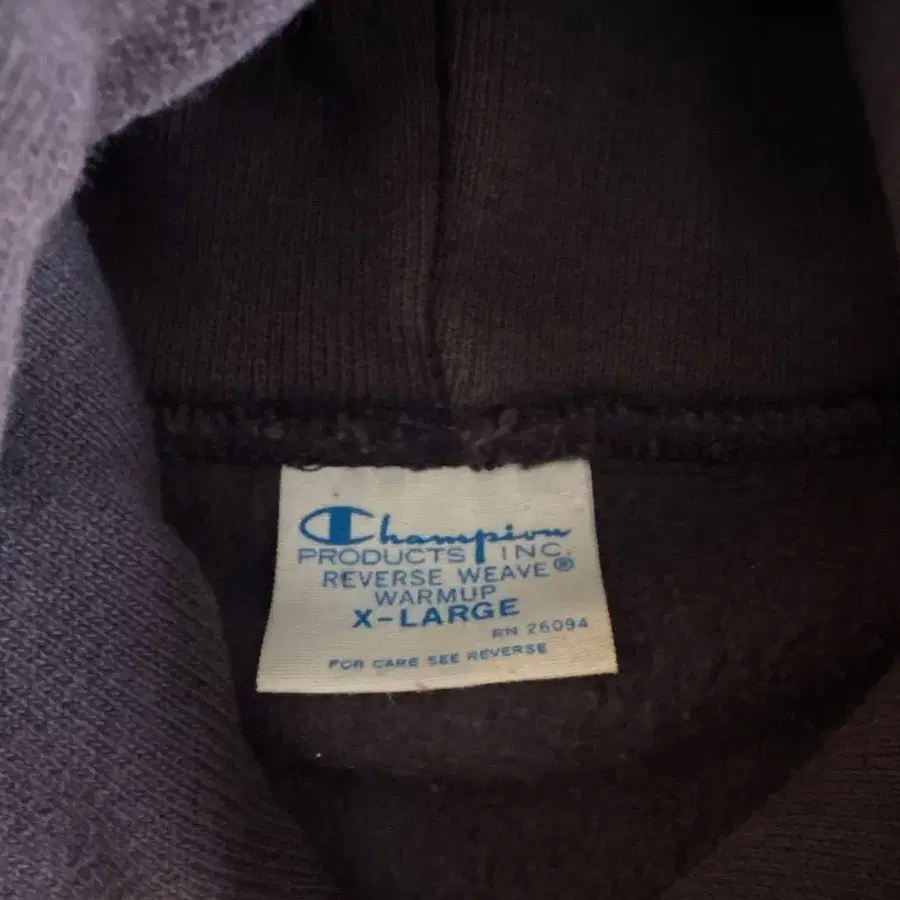 Champion
PRODUCTS INC.
REVERSE WEAVE®
WARMUP
X-LARGE
RN 26094
FOR CARE SEE REVERSE